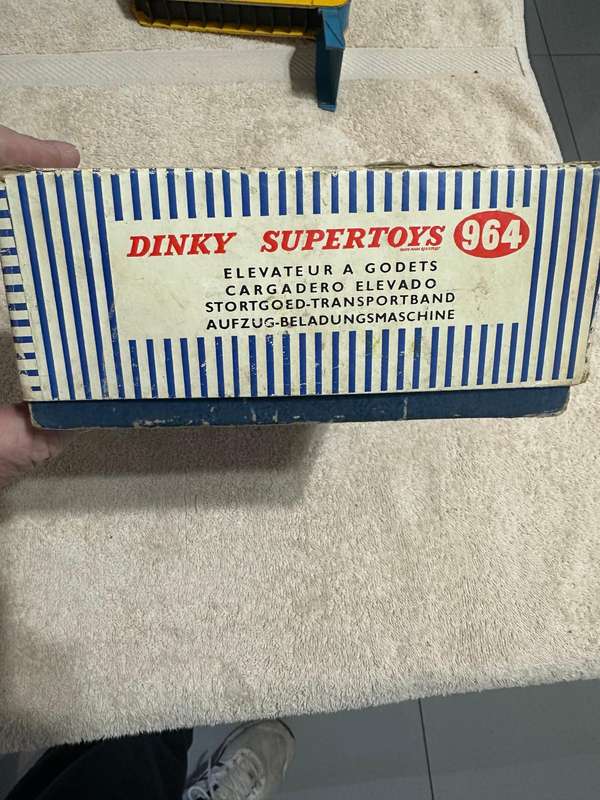 DINKY SUPERTOYS 964
ELEVATEUR A GODETS
CARGADERO ELEVADO
STORTGOED-TRANSPORTBAND
AUFZUG-BELADUNGSMASCHINE